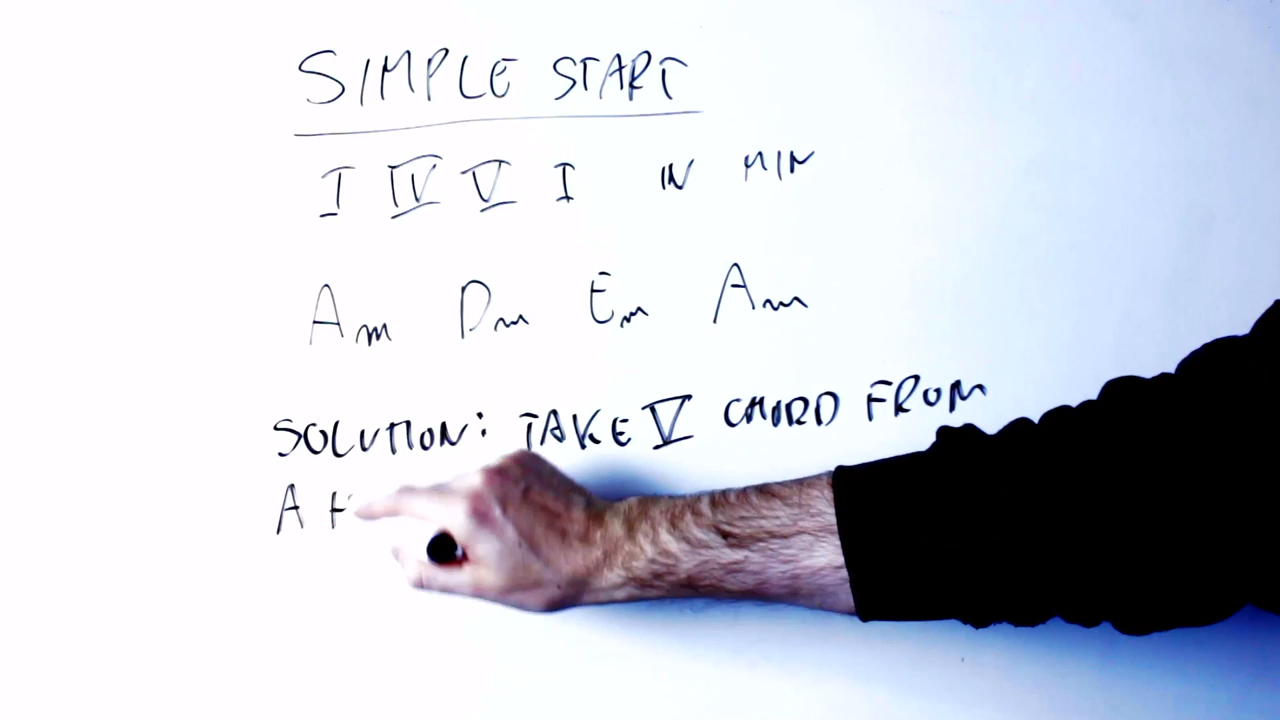 SIMPLE START
I IV V I IN MIN
Am Dm Em Am
SOLUTION: TAKE V CHORD FROM
A